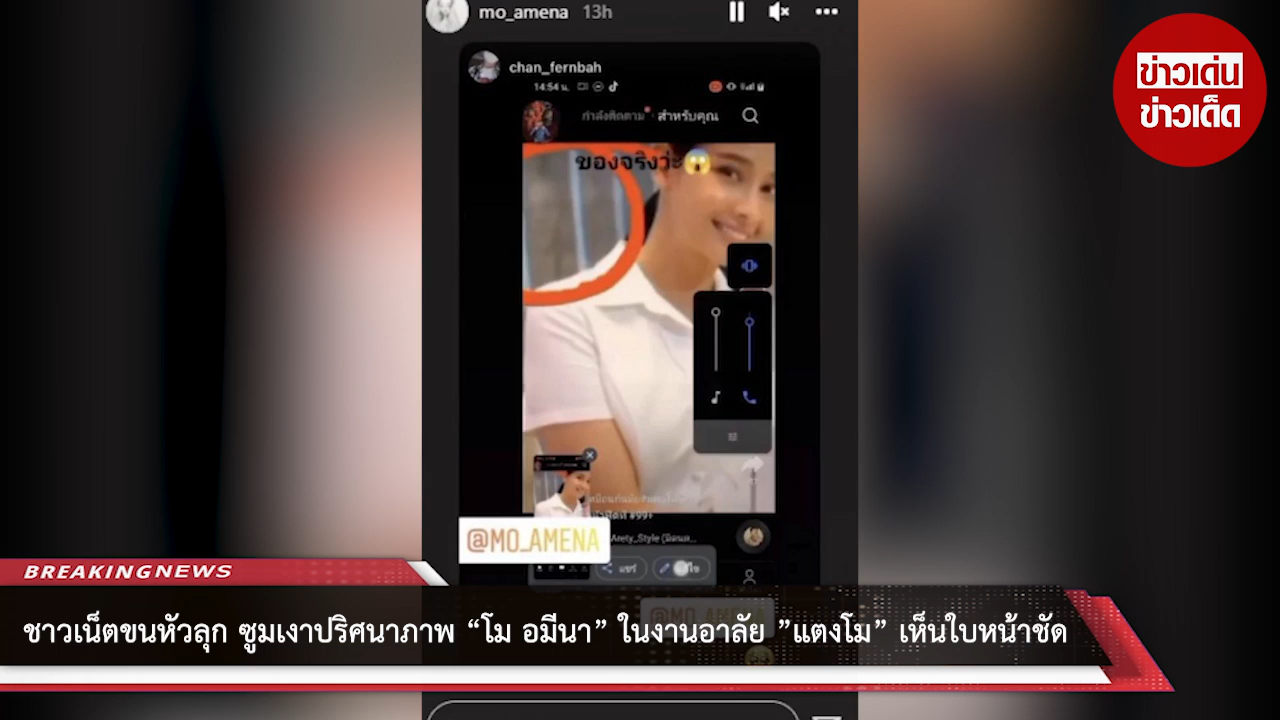 mo_amena 13h
ข่าวเด่น
ข่าวเด็ด
chan_fernbah
14:54 น.
กำลังติดตาม สำหรับคุณ
ของจริงว่ะ😱
@MO_AMENA
Arety_Style
แชร์
@MO_AMENA
BREAKING NEWS
ชาวเน็ตขนหัวลุก ซูมเงาปริศนาภาพ “โม อมีนา” ในงานอาลัย ”แตงโม” เห็นใบหน้าชัด